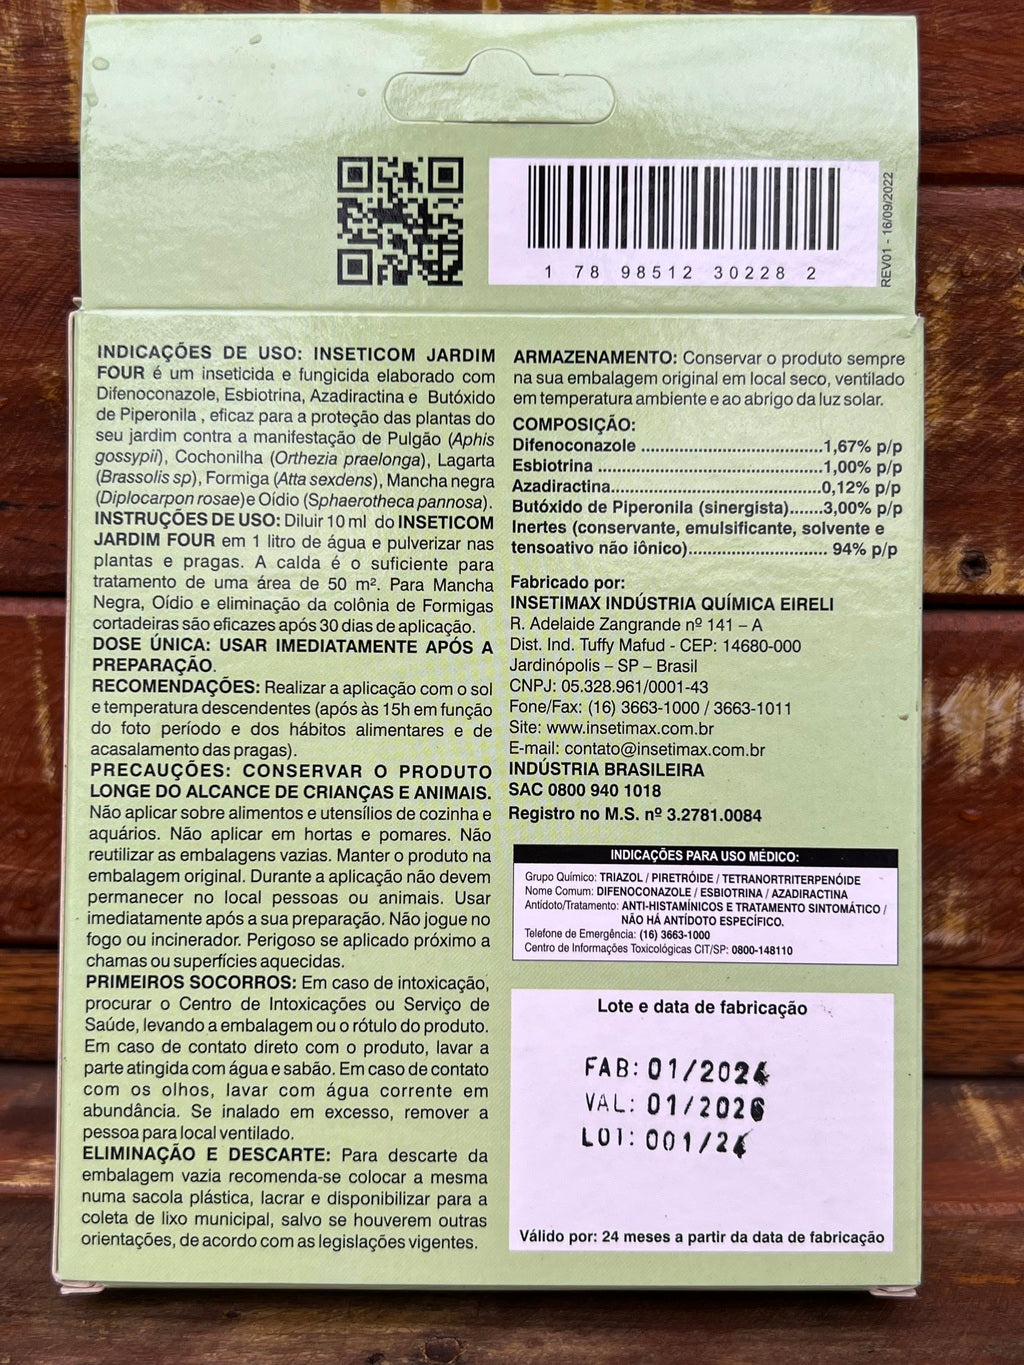 1 78 98512 30228 2
REV01 - 16/09/2022
INDICAÇÕES DE USO: INSETICOM JARDIM
FOUR é um inseticida e fungicida elaborado com
Difenoconazole, Esbiotrina, Azadiractina e Butóxido
de Piperonila , eficaz para a proteção das plantas do
seu jardim contra a manifestação de Pulgão (Aphis
gossypii), Cochonilha (Orthezia praelonga), Lagarta
(Brassolis sp), Formiga (Atta sexdens), Mancha negra
(Diplocarpon rosae)e Oídio (Sphaerotheca pannosa).
INSTRUÇÕES DE USO: Diluir 10 ml do INSETICOM
JARDIM FOUR em 1 litro de água e pulverizar nas
plantas e pragas. A calda é o suficiente para
tratamento de uma área de 50 m². Para Mancha
Negra, Oídio e eliminação da colônia de Formigas
cortadeiras são eficazes após 30 dias de aplicação.
DOSE ÚNICA: USAR IMEDIATAMENTE APÓS A
PREPARAÇÃO.
RECOMENDAÇÕES: Realizar a aplicação com o sol
e temperatura descendentes (após às 15h em função
do foto período e dos hábitos alimentares e de
acasalamento das pragas).
PRECAUÇÕES: CONSERVAR O PRODUTO
LONGE DO ALCANCE DE CRIANÇAS E ANIMAIS.
Não aplicar sobre alimentos e utensílios de cozinha e
aquários. Não aplicar em hortas e pomares. Não
reutilizar as embalagens vazias. Manter o produto na
embalagem original. Durante a aplicação não devem
permanecer no local pessoas ou animais. Usar
imediatamente após a sua preparação. Não jogue no
fogo ou incinerador. Perigoso se aplicado próximo a
chamas ou superfícies aquecidas.
PRIMEIROS SOCORROS: Em caso de intoxicação,
procurar o Centro de Intoxicações ou Serviço de
Saúde, levando a embalagem ou o rótulo do produto.
Em caso de contato direto com o produto, lavar a
parte atingida com água e sabão. Em caso de contato
com os olhos, lavar com água corrente em
abundância. Se inalado em excesso, remover a
pessoa para local ventilado.
ELIMINAÇÃO E DESCARTE: Para descarte da
embalagem vazia recomenda-se colocar a mesma
numa sacola plástica, lacrar e disponibilizar para a
coleta de lixo municipal, salvo se houverem outras
orientações, de acordo com as legislações vigentes.
ARMAZENAMENTO: Conservar o produto sempre
na sua embalagem original em local seco, ventilado
em temperatura ambiente e ao abrigo da luz solar.
COMPOSIÇÃO:
Difenoconazole ..............................1,67% p/p
Esbiotrina .....................................1,00% p/p
Azadiractina...................................0,12% p/p
Butóxido de Piperonila (sinergista)......3,00% p/p
Inertes (conservante, emulsificante, solvente e
tensoativo não iônico)....................... 94% p/p
Fabricado por:
INSETIMAX INDÚSTRIA QUÍMICA EIRELI
R. Adelaide Zangrande nº 141 – A
Dist. Ind. Tuffy Mafud - CEP: 14680-000
Jardinópolis – SP – Brasil
CNPJ: 05.328.961/0001-43
Fone/Fax: (16) 3663-1000 / 3663-1011
Site: www.insetimax.com.br
E-mail: contato@insetimax.com.br
INDÚSTRIA BRASILEIRA
SAC 0800 940 1018
Registro no M.S. nº 3.2781.0084
INDICAÇÕES PARA USO MÉDICO:
Grupo Químico: TRIAZOL / PIRETRÓIDE / TETRANORTRITERPENÓIDE
Nome Comum: DIFENOCONAZOLE / ESBIOTRINA / AZADIRACTINA
Antídoto/Tratamento: ANTI-HISTAMÍNICOS E TRATAMENTO SINTOMÁTICO /
NÃO HÁ ANTÍDOTO ESPECÍFICO.
Telefone de Emergência: (16) 3663-1000
Centro de Informações Toxicológicas CIT/SP: 0800-148110
Lote e data de fabricação
FAB: 01/2024
VAL: 01/2026
LOT: 001/24
Válido por: 24 meses a partir da data de fabricação